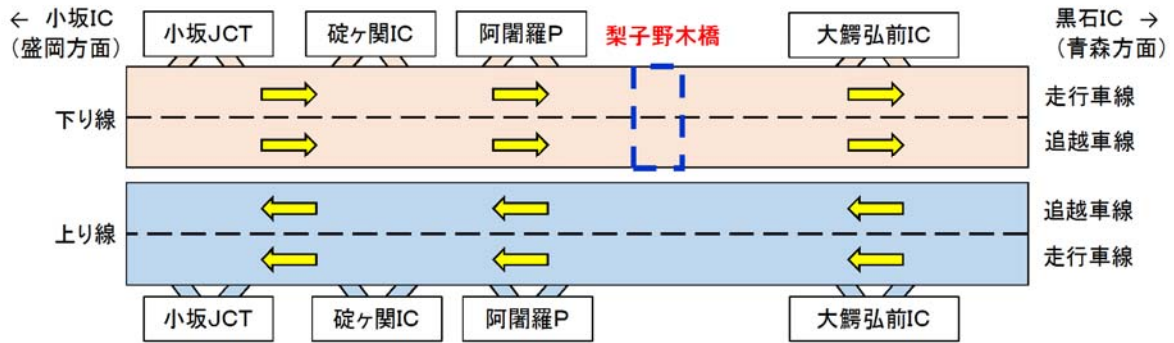 ← 小坂IC
(盛岡方面)
小坂JCT
碇ヶ関IC
阿闍羅P
梨子野木橋
大鰐弘前IC
黒石IC →
(青森方面)
下り線
走行車線
追越車線
上り線
追越車線
走行車線
小坂JCT
碇ヶ関IC
阿闍羅P
大鰐弘前IC